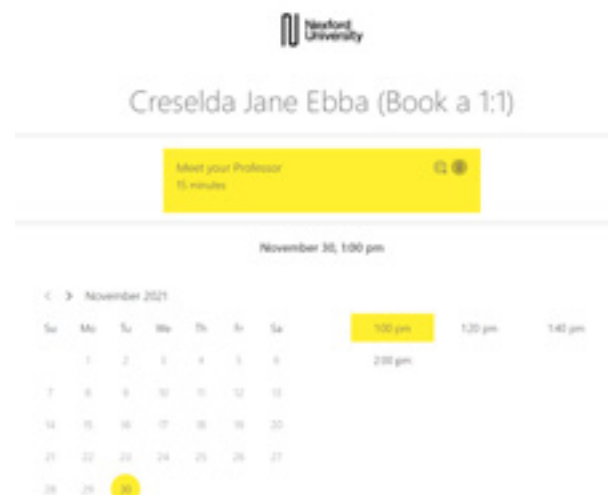 Nexford
University
Creselda Jane Ebba (Book a 1:1)
Meet your Professor
15 minutes
November 30, 1:00 pm
November 2021
Su Mo Tu We Th Fr Sa
1:00 pm 1:20 pm 1:40 pm
1 2 3 4 5 6
2:00 pm
7 8 9 10 11 12 13
14 15 16 17 18 19 20
21 22 23 24 25 26 27
28 29 30